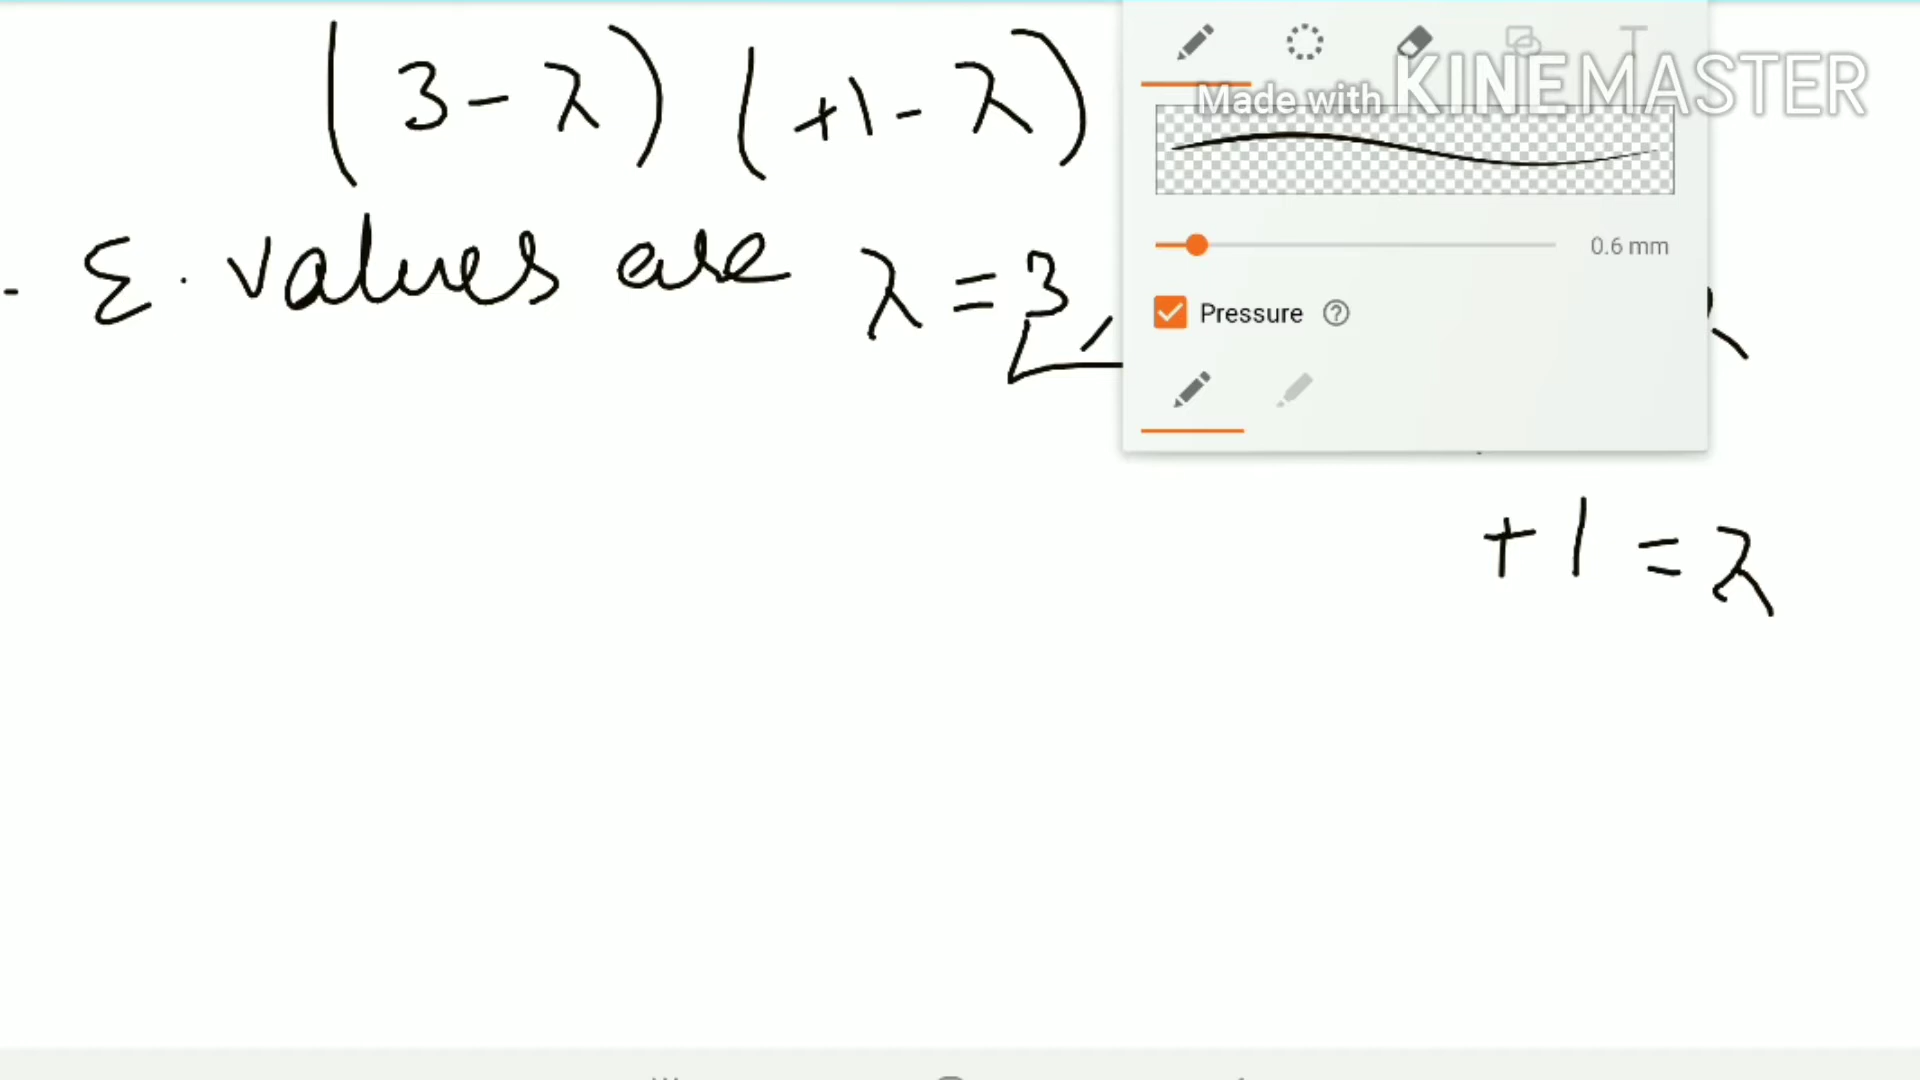 (3-λ) (+1-λ)
Made with KINEMASTER
- E. values are λ=3,
0.6 mm
Pressure
+1=λ